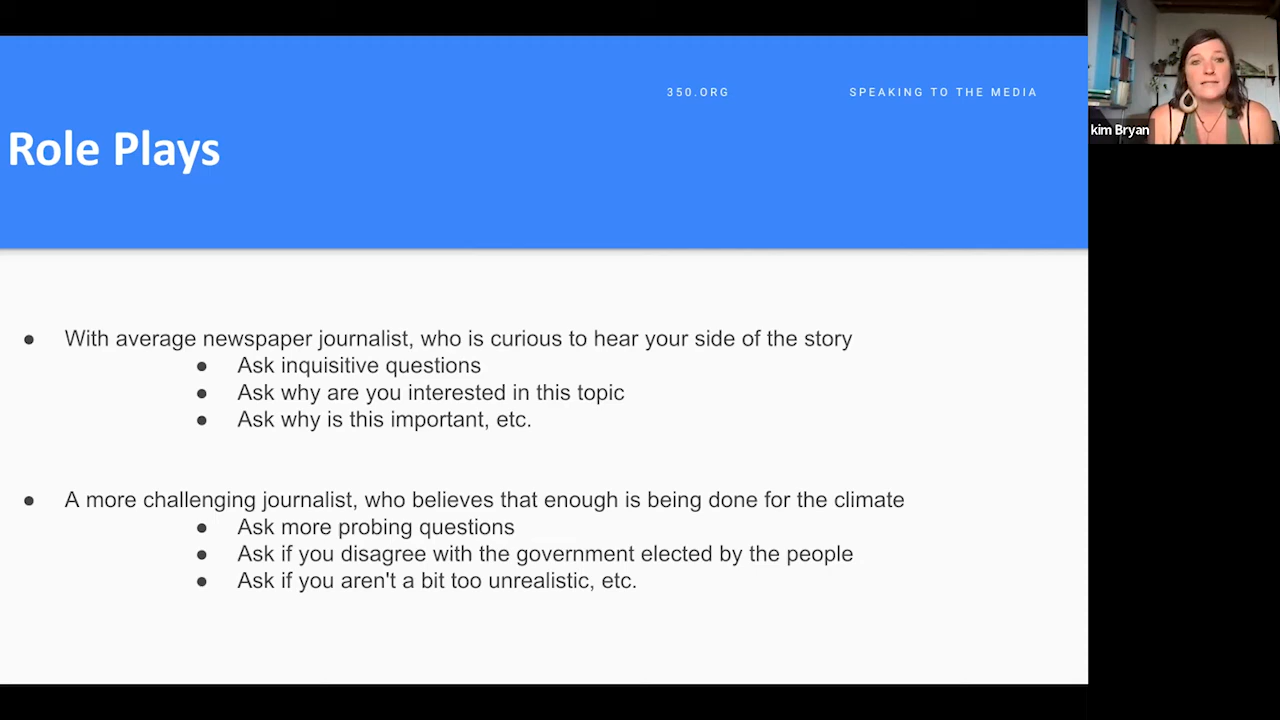 350.ORG
SPEAKING TO THE MEDIA
Role Plays
kim Bryan
● With average newspaper journalist, who is curious to hear your side of the story
● Ask inquisitive questions
● Ask why are you interested in this topic
● Ask why is this important, etc.
● A more challenging journalist, who believes that enough is being done for the climate
● Ask more probing questions
● Ask if you disagree with the government elected by the people
● Ask if you aren't a bit too unrealistic, etc.